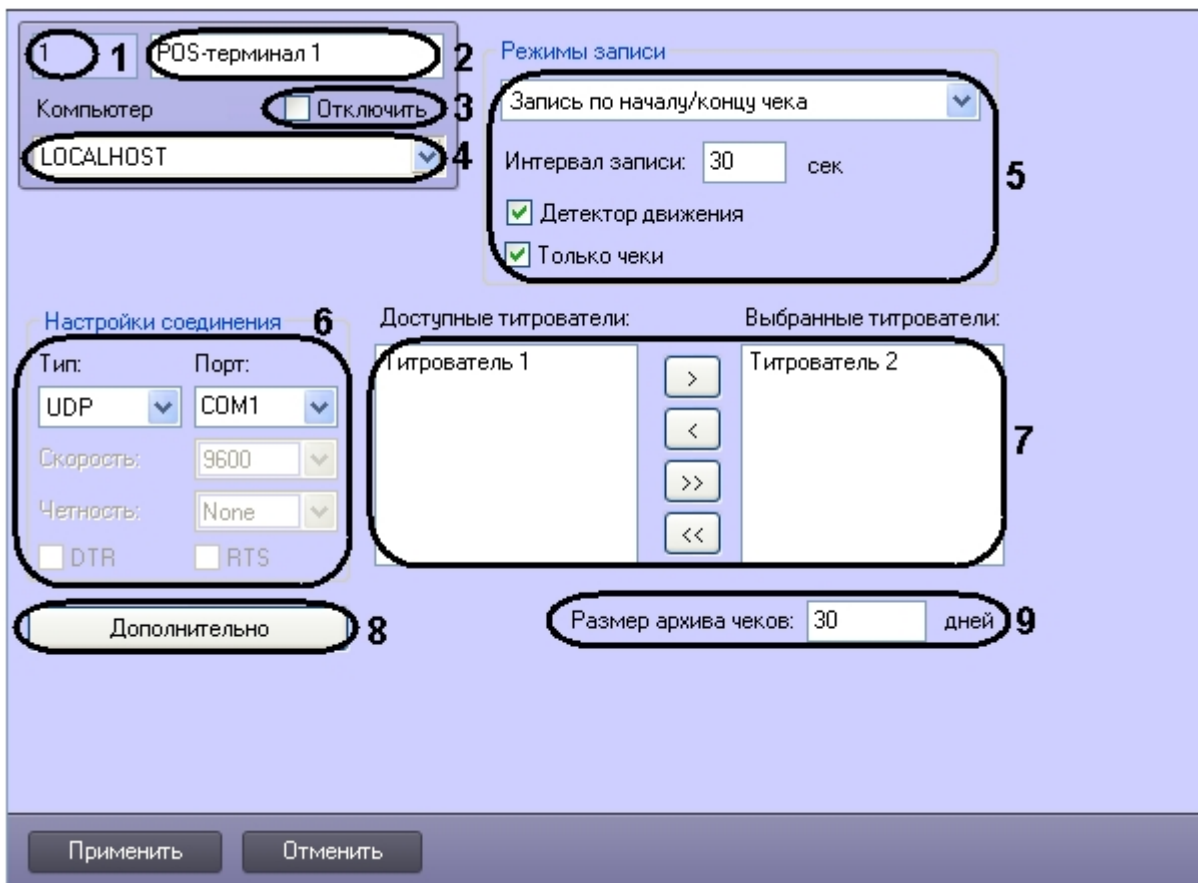 1 1 POS-терминал 1 2
Компьютер Отключить 3
LOCALHOST 4
Режимы записи
Запись по началу/концу чека
Интервал записи: 30 сек 5
Детектор движения
Только чеки
Настройки соединения 6
Тип: Порт:
UDP COM1
Скорость: 9600
Четность: None
DTR RTS
Доступные титрователи: Выбранные титрователи:
Титрователь 1 > Титрователь 2
<
7
>>
<<
Дополнительно 8
Размер архива чеков: 30 дней 9
Применить Отменить